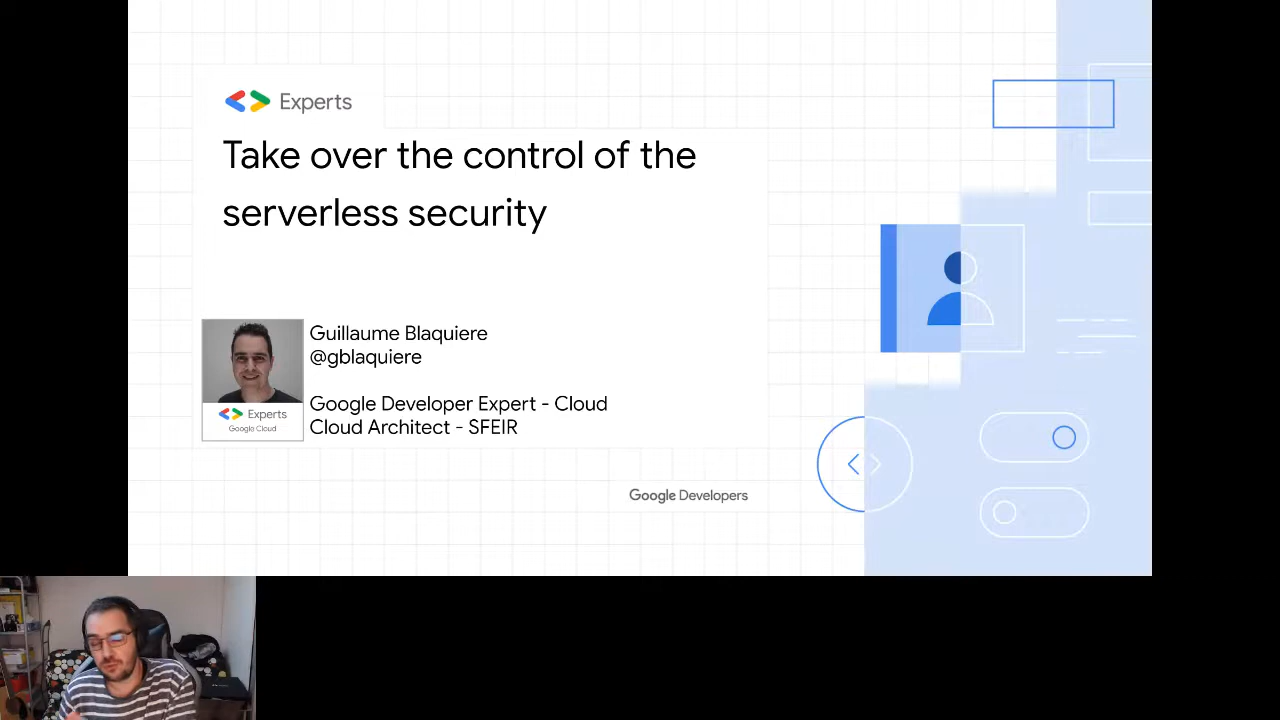 Experts
Take over the control of the
serverless security
Guillaume Blaquiere
@gblaquiere
Google Developer Expert - Cloud
Cloud Architect - SFEIR
Experts
Google Cloud
Google Developers